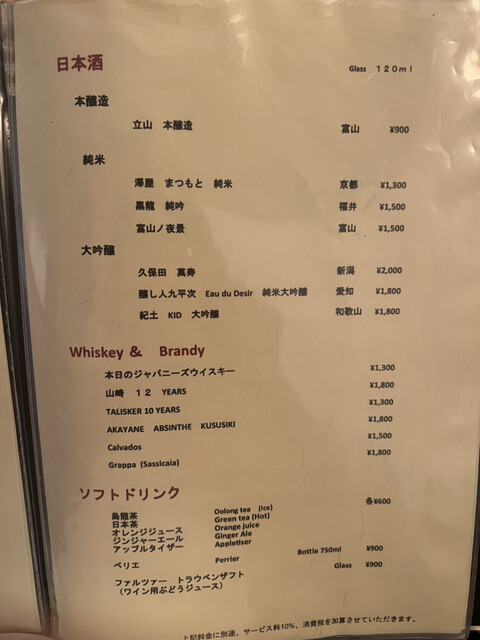 日本酒 Glass １２０ml
本醸造
立山　本醸造 富山 ¥900
純米
澤屋　まつもと　純米 京都 ¥1,300
黒龍　純吟 福井 ¥1,500
富山ノ夜景 富山 ¥1,500
大吟醸
久保田　萬寿 新潟 ¥2,000
醸し人九平次　Eau du Desir　純米大吟醸 愛知 ¥1,800
紀土　KID　大吟醸 和歌山 ¥1,800
Whiskey &　Brandy
本日のジャパニーズウイスキー ¥1,300
山崎　１２　YEARS ¥1,800
TALISKER 10 YEARS ¥1,300
AKAYANE　ABSINTHE　KUSUSIKI ¥1,800
Calvados ¥1,500
Grappa (Sassicaia) ¥1,800
ソフトドリンク 各¥600
烏龍茶 Oolong tea (Ice)
日本茶 Green tea (Hot)
オレンジジュース Orange juice
ジンジャーエール Ginger Ale
アップルタイザー Appletiser
ペリエ Perrier Bottle 750ml ¥900
ファルツァー　トラウベンザフト Glass ¥900
（ワイン用ぶどうジュース）
上記料金に別途、サービス料10%、消費税を加算させていただきます。